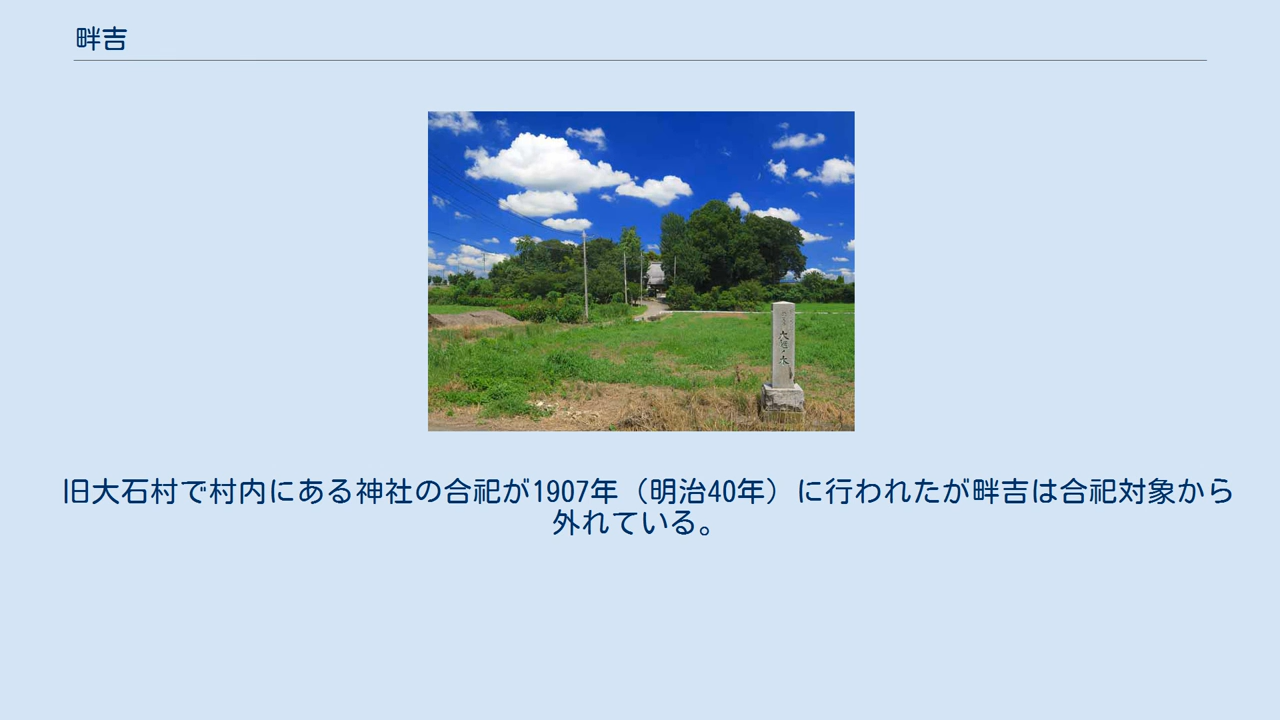 畔吉
旧大石村で村内にある神社の合祀が1907年（明治40年）に行われたが畔吉は合祀対象から
外れている。